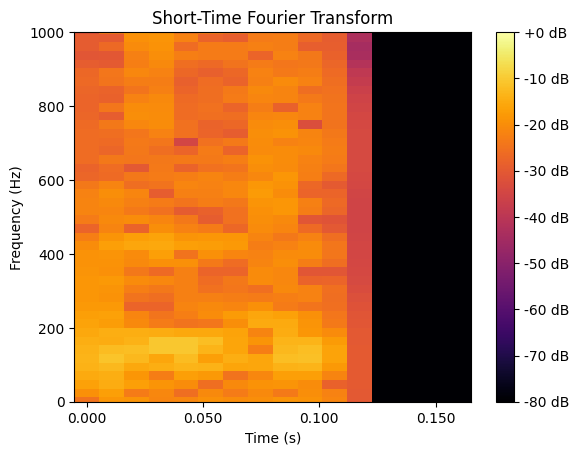 Short-Time Fourier Transform
1000
800
600
400
200
0
Frequency (Hz)
0.000
0.050
0.100
0.150
Time (s)
+0 dB
-10 dB
-20 dB
-30 dB
-40 dB
-50 dB
-60 dB
-70 dB
-80 dB